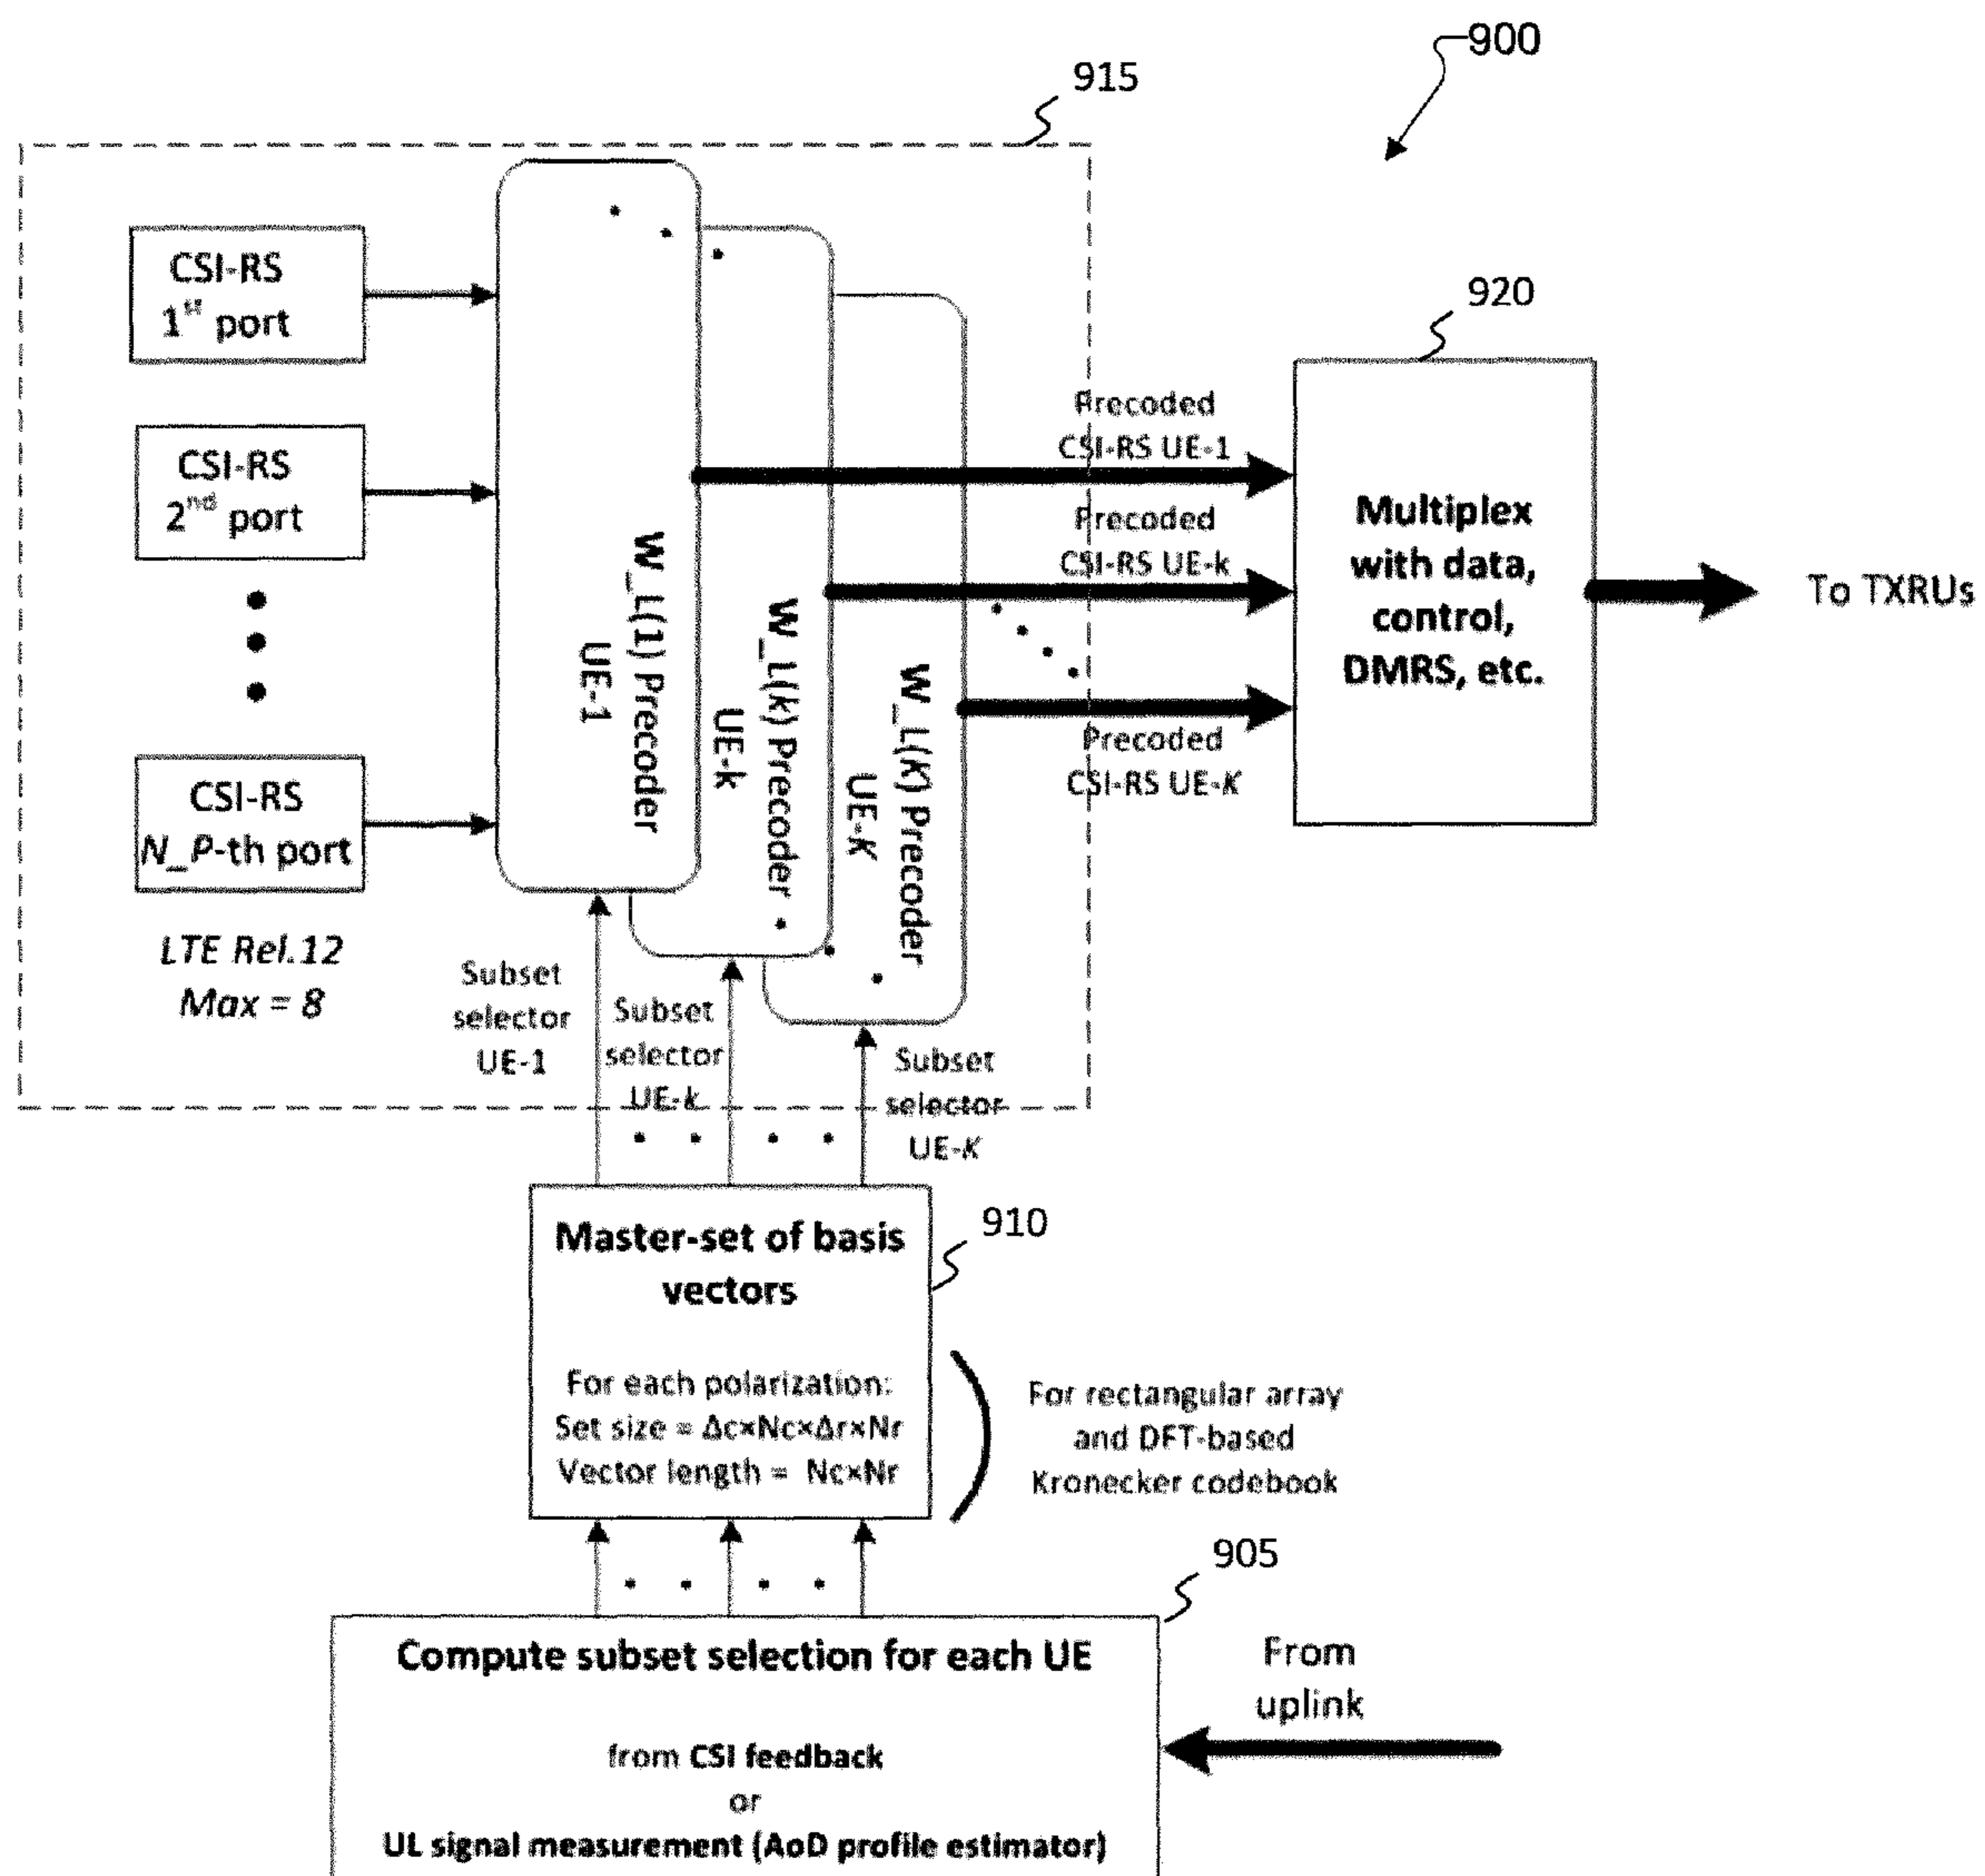 900
915
CSI-RS
1st port
CSI-RS
2nd port
CSI-RS
N_P-th port
LTE Rel.12
Max = 8
W_L(1) Precoder
UE-1
W_L(k) Precoder
UE-k
W_L(K) Precoder
UE-K
Precoded
CSI-RS UE-1
Precoded
CSI-RS UE-k
Precoded
CSI-RS UE-K
920
Multiplex
with data,
control,
DMRS, etc.
To TXRUs
Subset
selector
UE-1
Subset
selector
UE-k
Subset
selector
UE-K
910
Master-set of basis
vectors
For each polarization:
Set size = Δc×Nc×Δr×Nr
Vector length = Nc×Nr
For rectangular array
and DFT-based
Kronecker codebook
905
Compute subset selection for each UE
from CSI feedback
or
UL signal measurement (AoD profile estimator)
From
uplink